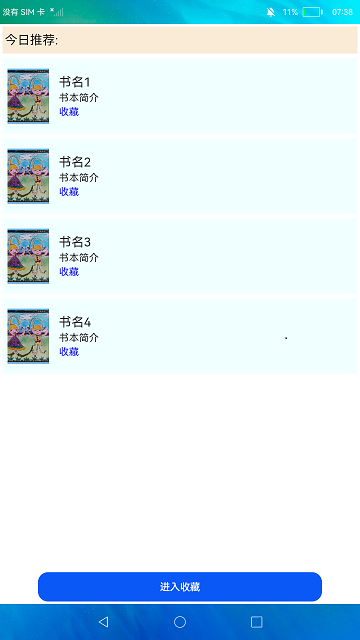 没有 SIM 卡
11%
07:38
今日推荐:
书名1
书本简介
收藏
书名2
书本简介
收藏
书名3
书本简介
收藏
书名4
书本简介
收藏
进入收藏